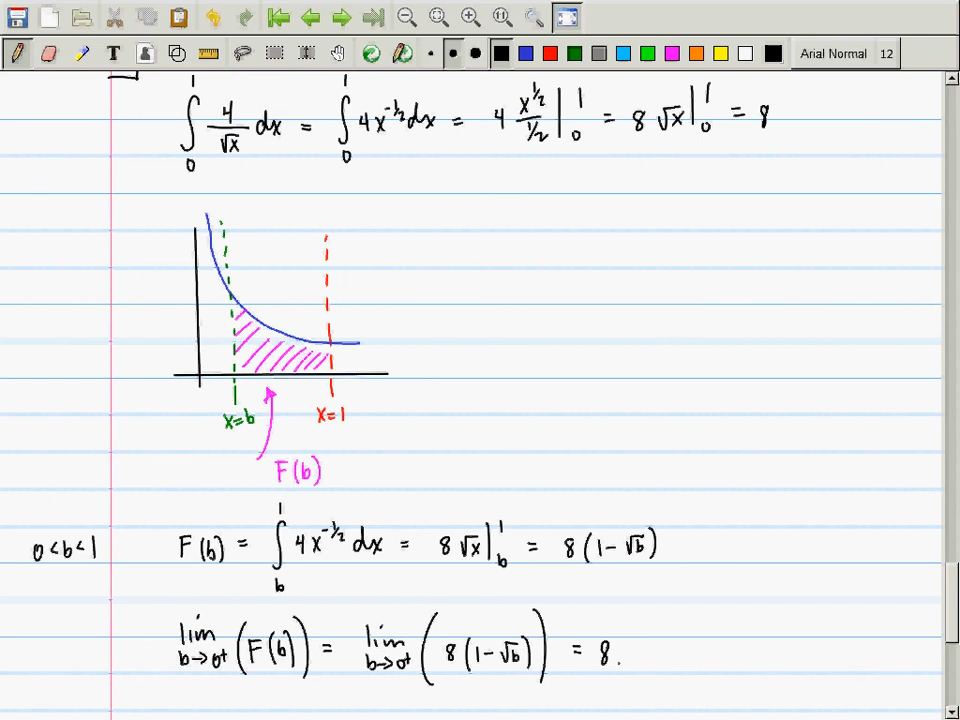 T
Arial Normal 12
∫₀¹ 4/√x dx = ∫₀¹ 4x^(-1/2) dx = 4 x^(1/2)/(1/2) |₀¹ = 8√x |₀¹ = 8
x=b
x=1
F(b)
0<b<1 F(b) = ∫_b^1 4x^(-1/2) dx = 8√x |_b^1 = 8(1-√b)
lim_(b→0⁺) (F(b)) = lim_(b→0⁺) (8(1-√b)) = 8.